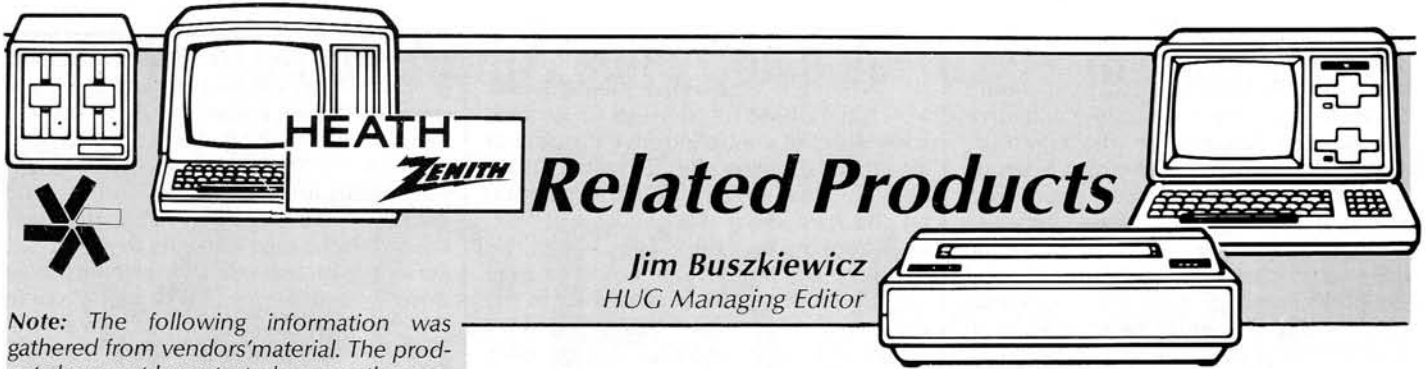 HEATH
ZENITH
Related Products
Jim Buszkiewicz
HUG Managing Editor
Note: The following information was
gathered from vendors'material. The prod-